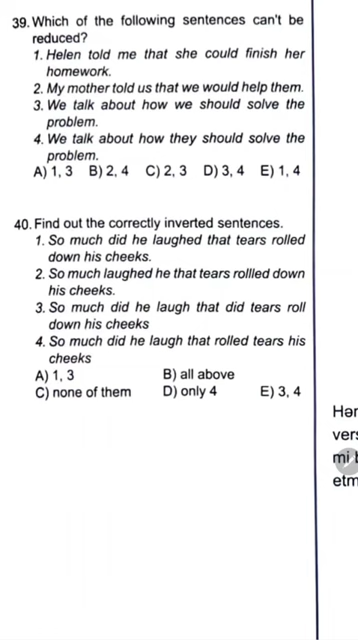 39. Which of the following sentences can't be
reduced?
1. Helen told me that she could finish her
homework.
2. My mother told us that we would help them.
3. We talk about how we should solve the
problem.
4. We talk about how they should solve the
problem.
A) 1, 3 B) 2, 4 C) 2, 3 D) 3, 4 E) 1, 4
40. Find out the correctly inverted sentences.
1. So much did he laughed that tears rolled
down his cheeks.
2. So much laughed he that tears rollled down
his cheeks.
3. So much did he laugh that did tears roll
down his cheeks
4. So much did he laugh that rolled tears his
cheeks
A) 1, 3 B) all above
C) none of them D) only 4 E) 3, 4
Hər
vers
mi
etm